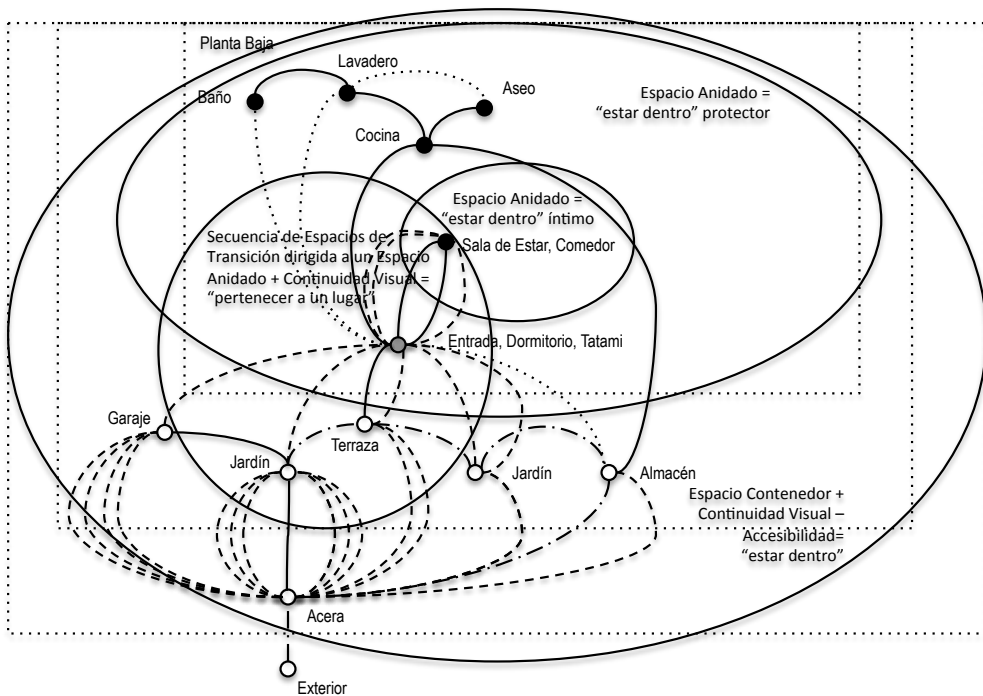 Planta Baja
Lavadero
Baño
Aseo
Espacio Anidado =
“estar dentro” protector
Cocina
Espacio Anidado =
“estar dentro” íntimo
Secuencia de Espacios de
Transición dirigida a un Espacio
Anidado + Continuidad Visual =
“pertenecer a un lugar”
Sala de Estar, Comedor
Entrada, Dormitorio, Tatami
Garaje
Terraza
Jardín
Jardín
Almacén
Espacio Contenedor +
Continuidad Visual –
Accesibilidad=
“estar dentro”
Acera
Exterior